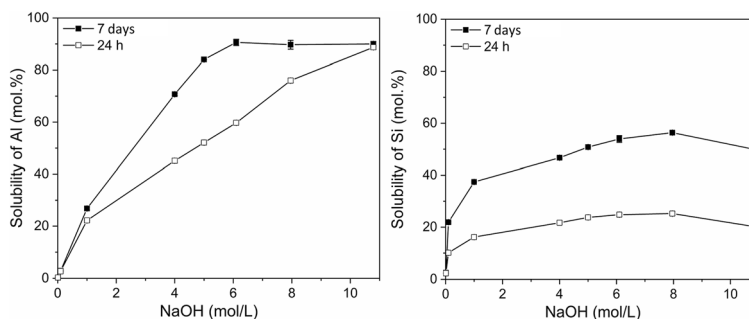 Solubility of Al (mol.%)
100
80
60
40
20
0
7 days
24 h
0 2 4 6 8 10
NaOH (mol/L)
Solubility of Si (mol.%)
100
80
60
40
20
0
7 days
24 h
0 2 4 6 8 10
NaOH (mol/L)